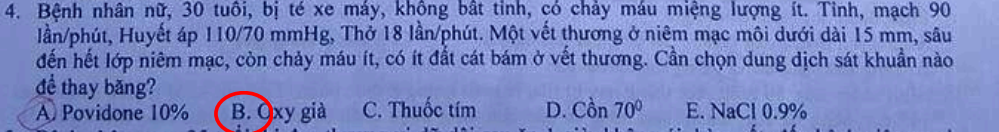 4. Bệnh nhân nữ, 30 tuổi, bị té xe máy, không bất tỉnh, có chảy máu miệng lượng ít. Tỉnh, mạch 90
lần/phút, Huyết áp 110/70 mmHg, Thở 18 lần/phút. Một vết thương ở niêm mạc môi dưới dài 15 mm, sâu
đến hết lớp niêm mạc, còn chảy máu ít, có ít đất cát bám ở vết thương. Cần chọn dung dịch sát khuẩn nào
để thay băng?
A. Povidone 10% B. Oxy già C. Thuốc tím D. Cồn 70⁰ E. NaCl 0.9%